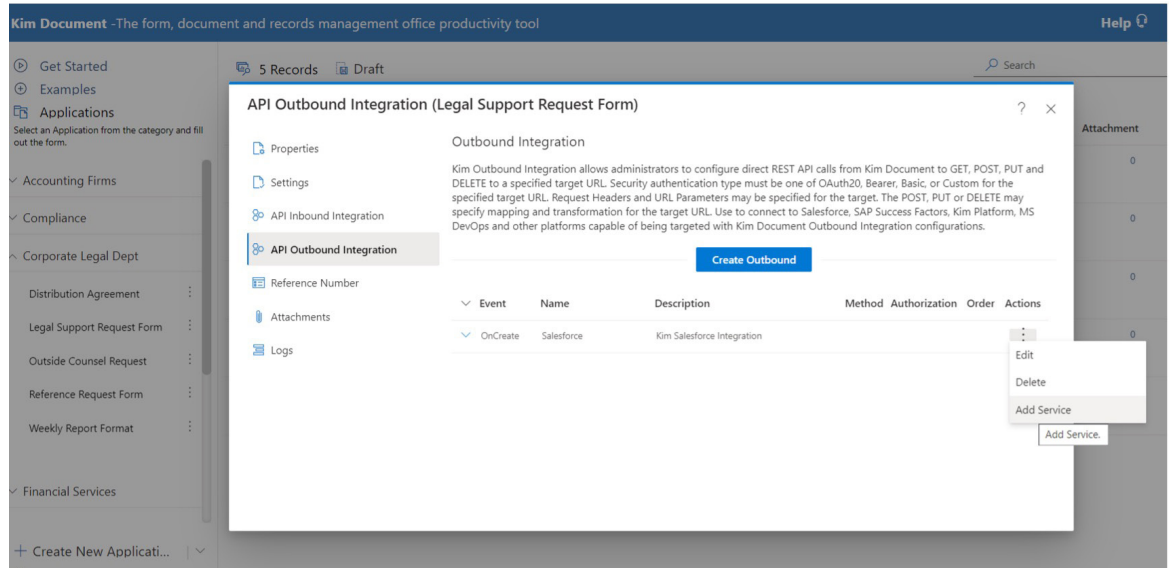 Kim Document -The form, document and records management office productivity tool
Help
Get Started
Examples
Applications
Select an Application from the category and fill
out the form.
Accounting Firms
Compliance
Corporate Legal Dept
Distribution Agreement
Legal Support Request Form
Outside Counsel Request
Reference Request Form
Weekly Report Format
Financial Services
+ Create New Applicati...
5 Records
Draft
Search
Attachment
0
0
0
0
API Outbound Integration (Legal Support Request Form)
?
Properties
Settings
API Inbound Integration
API Outbound Integration
Reference Number
Attachments
Logs
Outbound Integration
Kim Outbound Integration allows administrators to configure direct REST API calls from Kim Document to GET, POST, PUT and
DELETE to a specified target URL. Security authentication type must be one of OAuth20, Bearer, Basic, or Custom for the
specified target URL. Request Headers and URL Parameters may be specified for the target. The POST, PUT or DELETE may
specify mapping and transformation for the target URL. Use to connect to Salesforce, SAP Success Factors, Kim Platform, MS
DevOps and other platforms capable of being targeted with Kim Document Outbound Integration configurations.
Create Outbound
Event Name Description Method Authorization Order Actions
OnCreate Salesforce Kim Salesforce Integration
Edit
Delete
Add Service
Add Service.